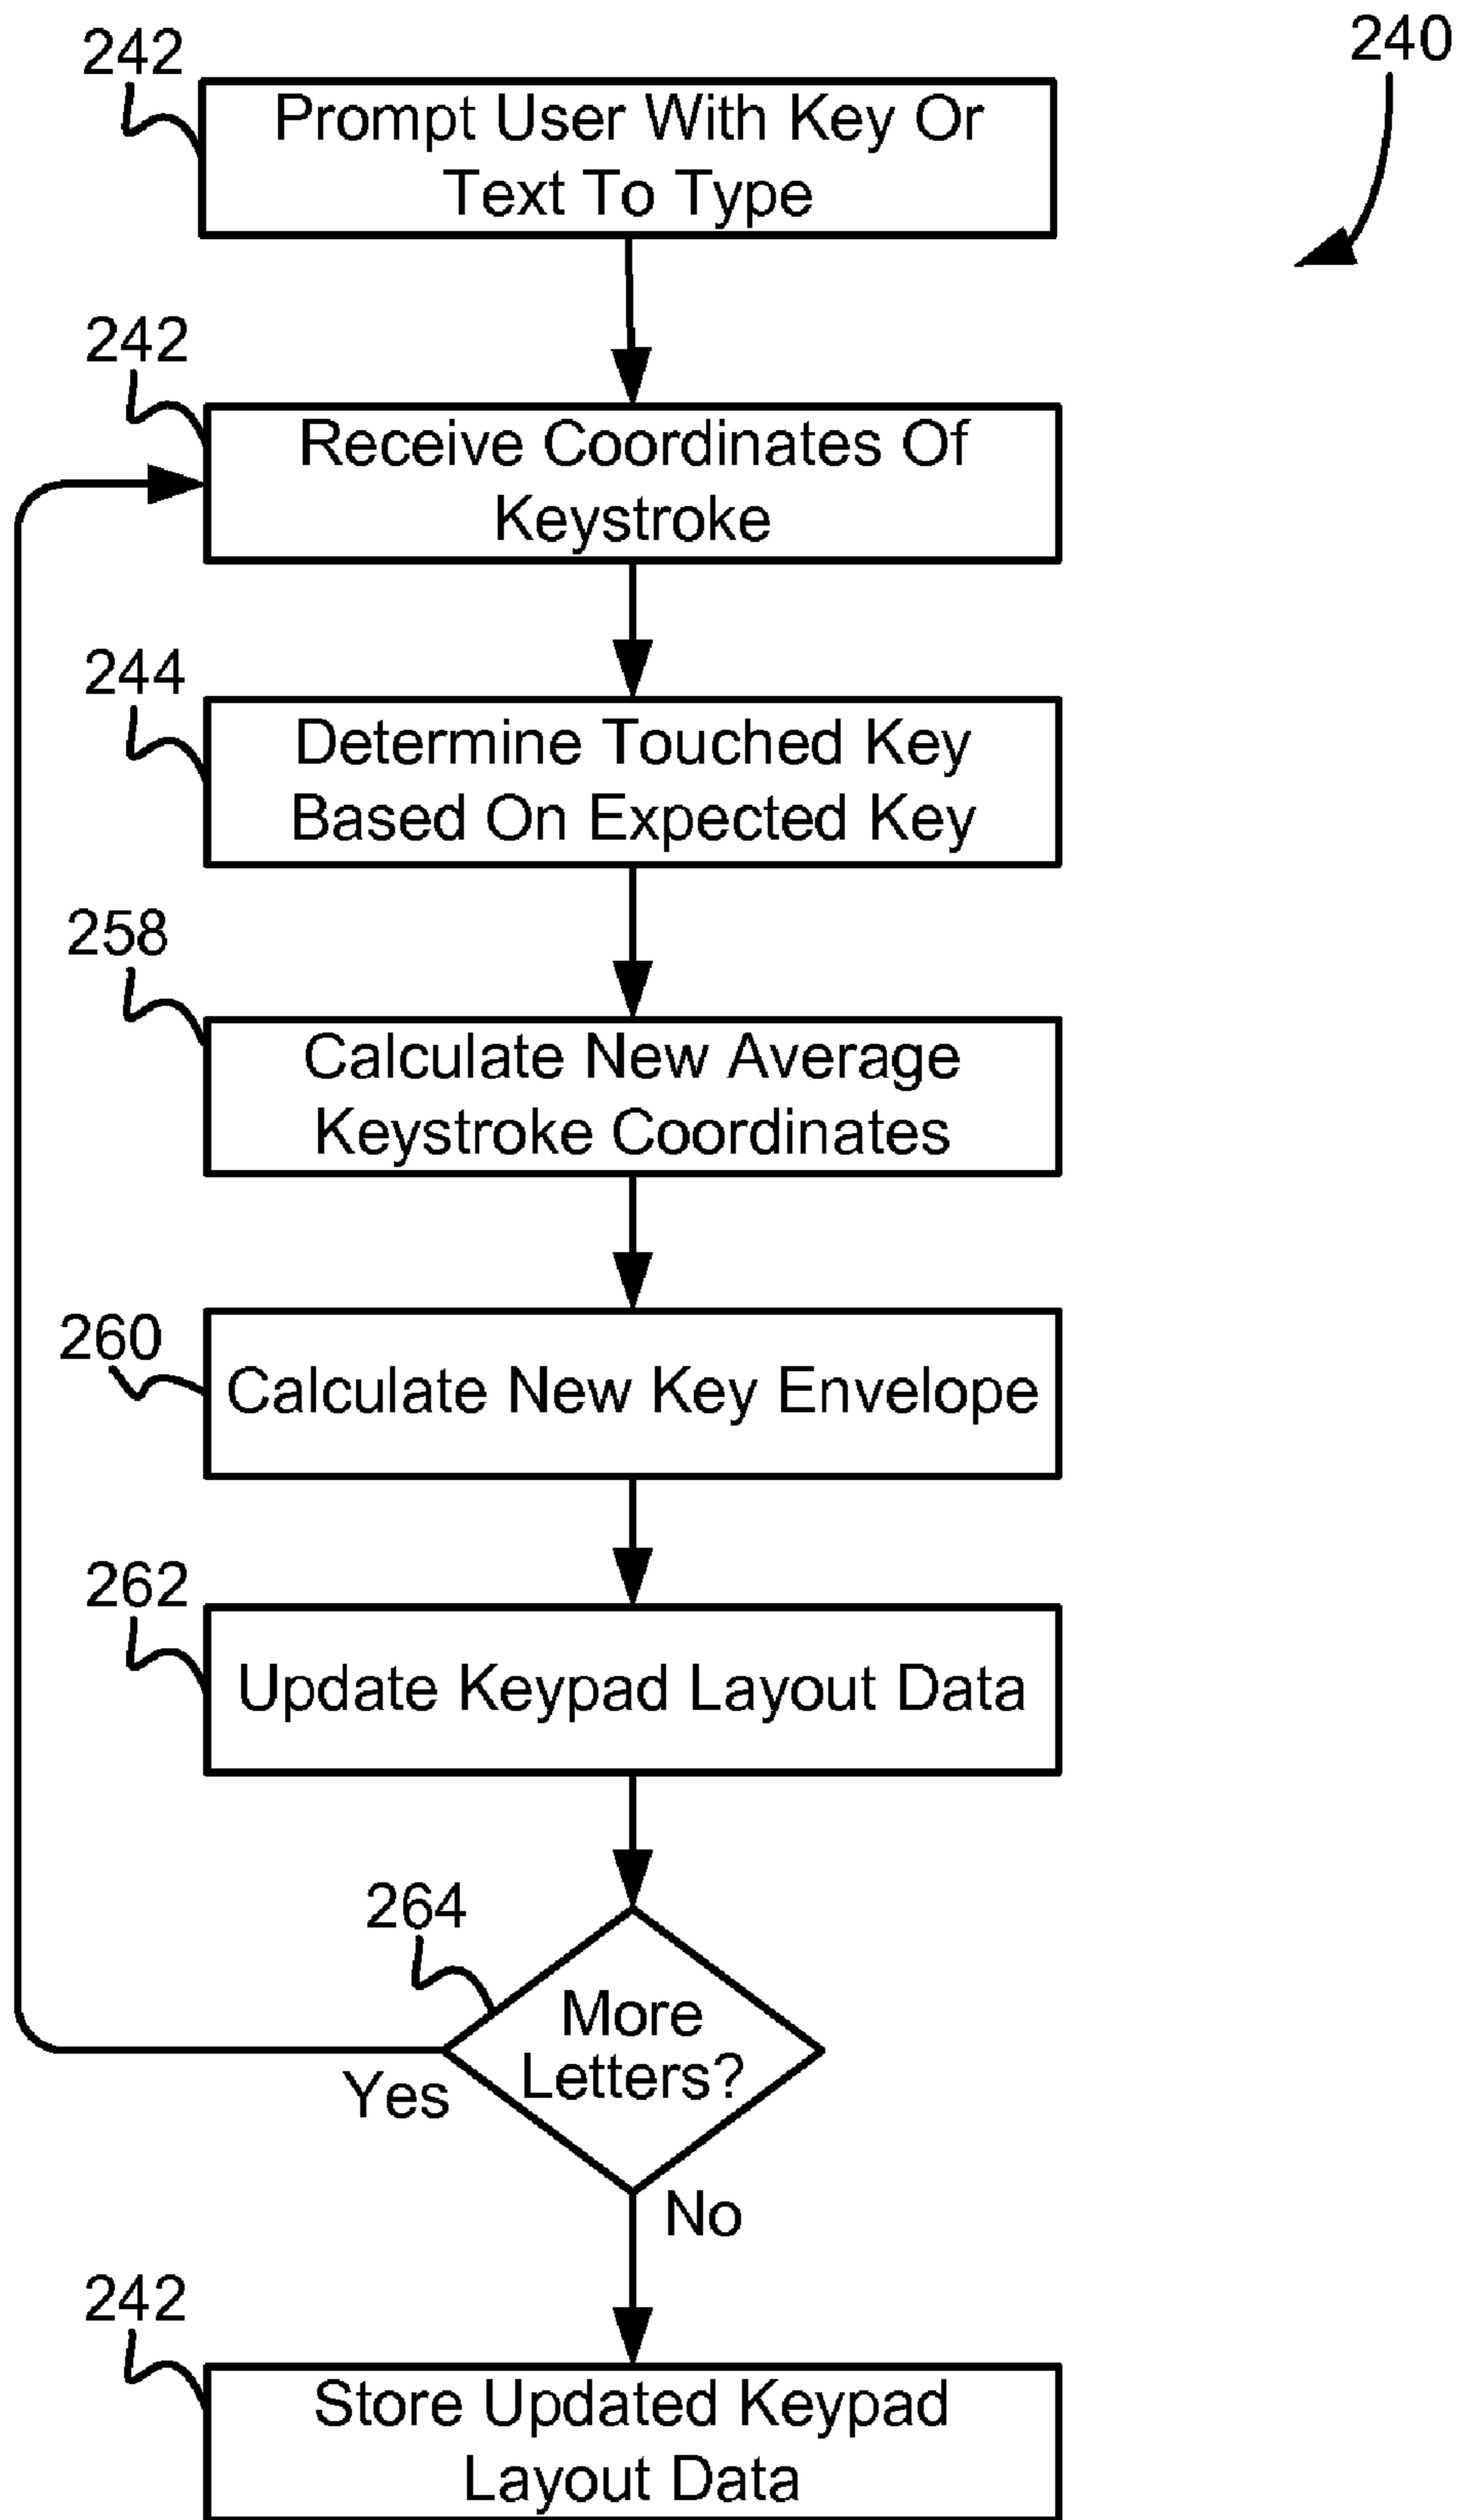 240
242
Prompt User With Key Or
Text To Type
242
Receive Coordinates Of
Keystroke
244
Determine Touched Key
Based On Expected Key
258
Calculate New Average
Keystroke Coordinates
260
Calculate New Key Envelope
262
Update Keypad Layout Data
264
More
Letters?
Yes
No
242
Store Updated Keypad
Layout Data